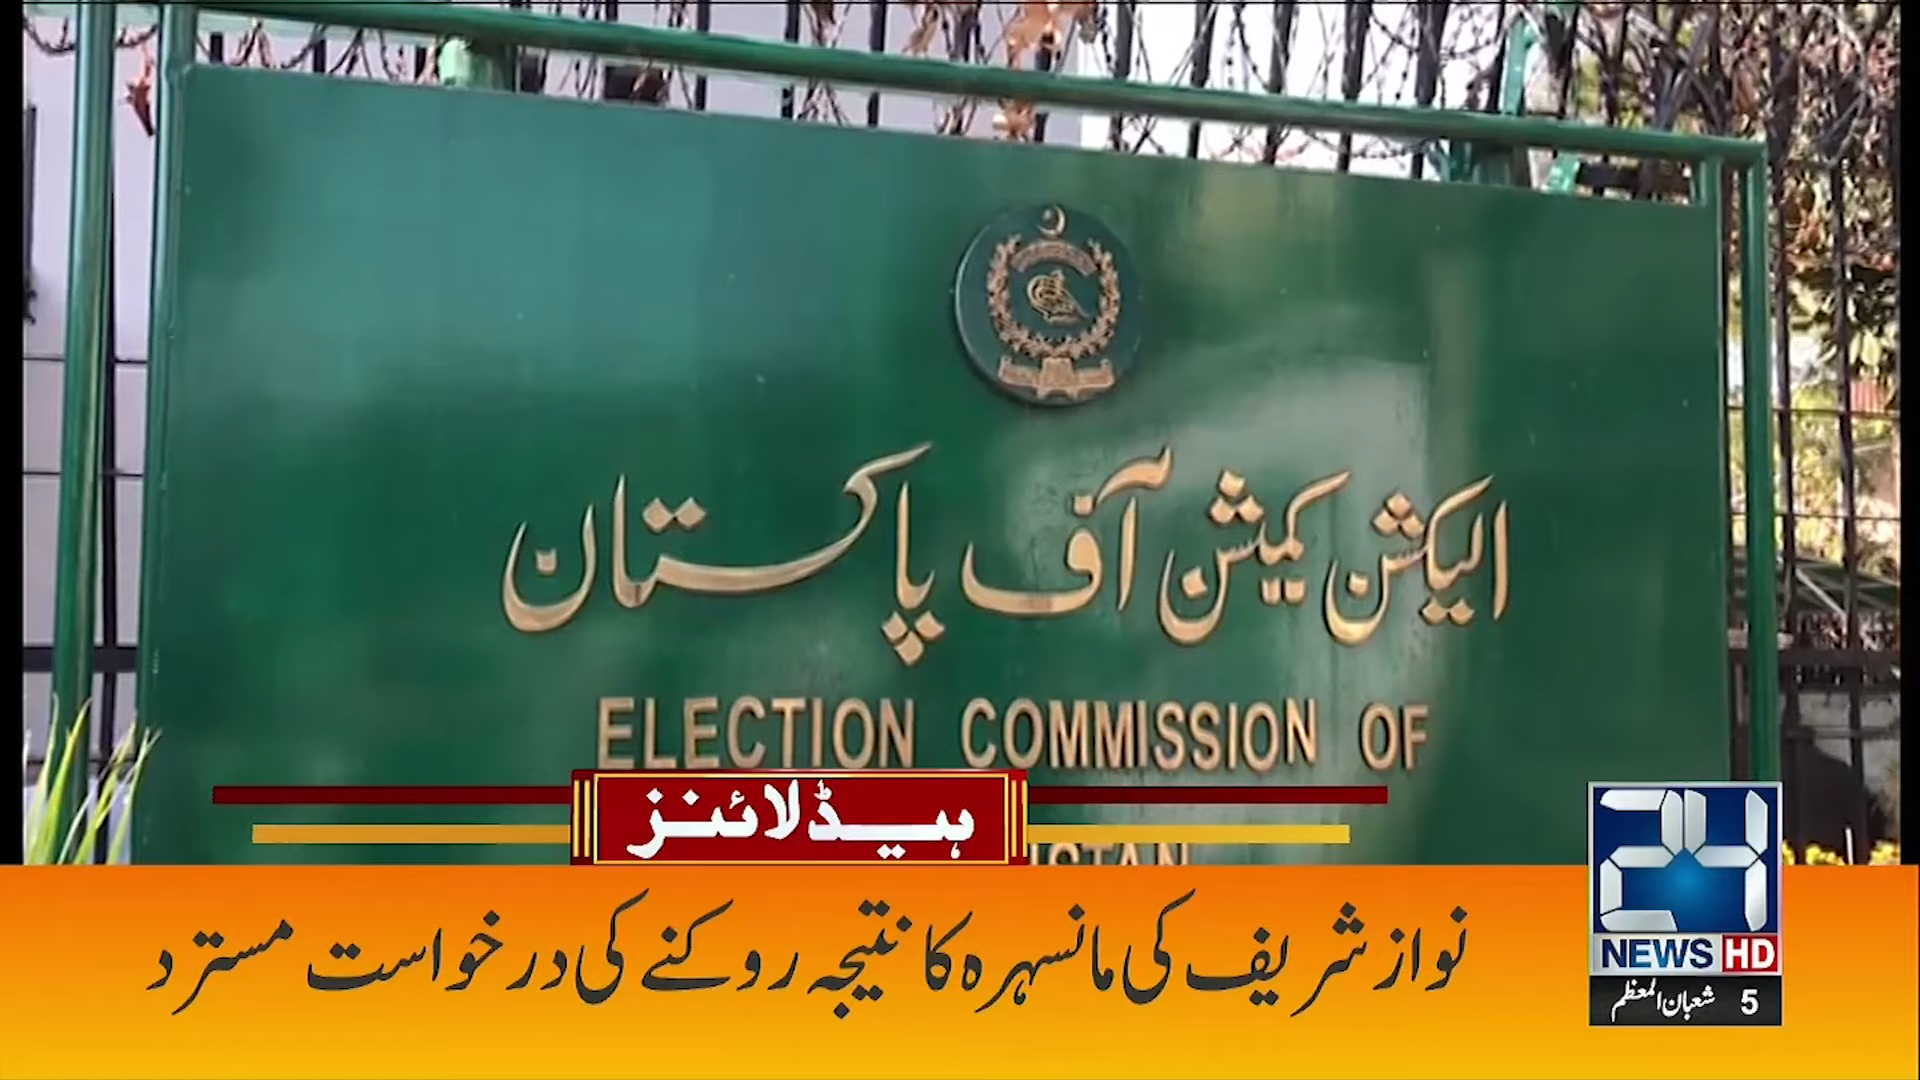 الیکشن کمیشن آف پاکستان
ELECTION COMMISSION OF
ہیڈلائنز
نواز شریف کی مانسہرہ کا نتیجہ روکنے کی درخواست مسترد
24
NEWS HD
5 شعبان المعظم